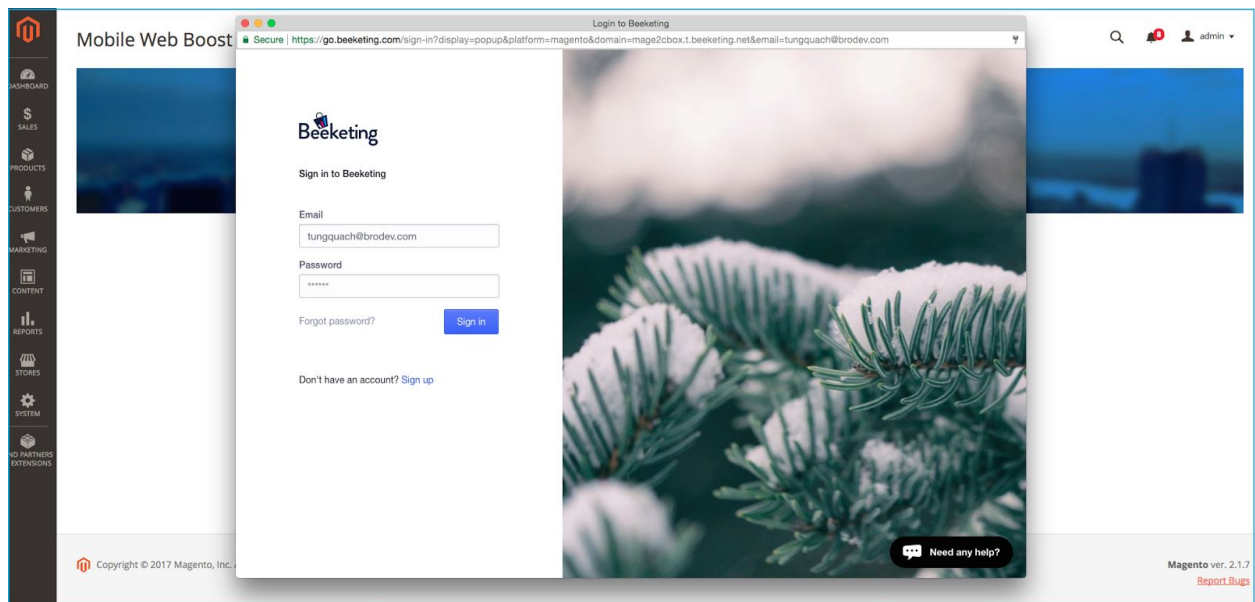 Login to Beeketing
Secure | https://go.beeketing.com/sign-in?display=popup&platform=magento&domain=mage2cbox.t.beeketing.net&email=tungquach@brodev.com
Mobile Web Boost
8
admin
DASHBOARD
$
SALES
PRODUCTS
CUSTOMERS
MARKETING
CONTENT
REPORTS
STORES
SYSTEM
ND PARTNERS
EXTENSIONS
Beeketing
Sign in to Beeketing
Email
tungquach@brodev.com
Password
******
Forgot password?
Sign in
Don't have an account? Sign up
Need any help?
Copyright © 2017 Magento, Inc.
Magento ver. 2.1.7
Report Bugs